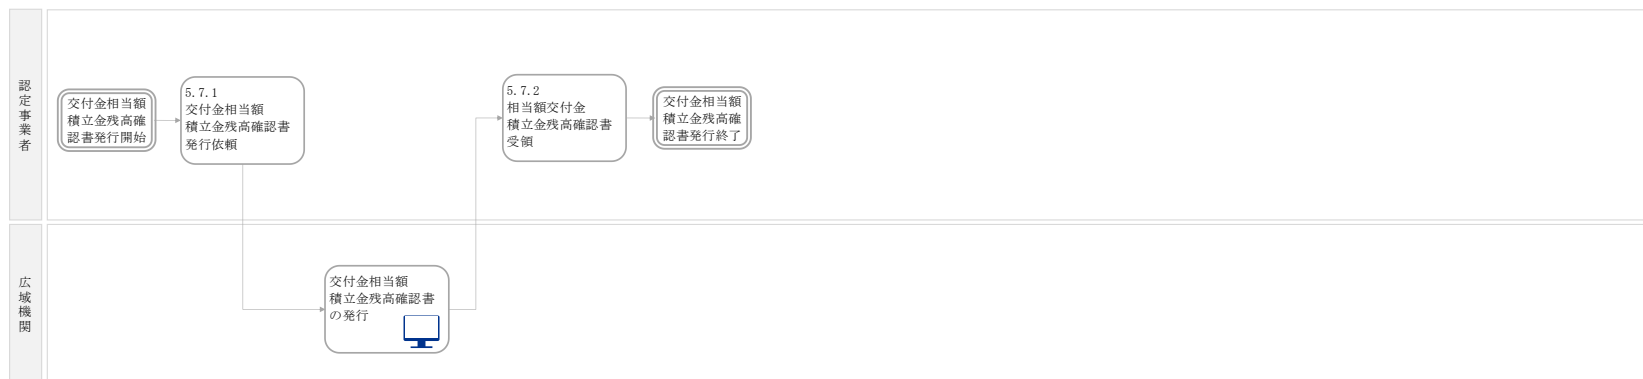 認定事業者
交付金相当額
積立金残高確
認書発行開始
5.7.1
交付金相当額
積立金残高確認書
発行依頼
5.7.2
相当額交付金
積立金残高確認書
受領
交付金相当額
積立金残高確
認書発行終了
広域機関
交付金相当額
積立金残高確認書
の発行